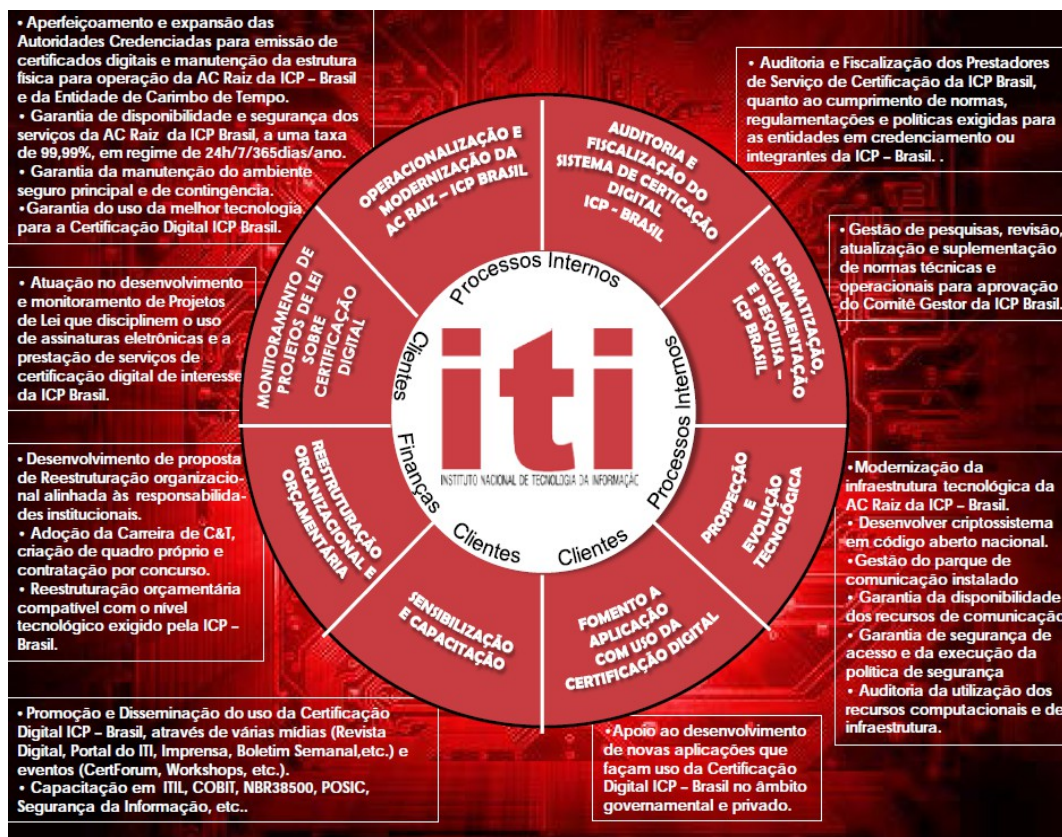 • Aperfeiçoamento e expansão das
Autoridades Credenciadas para emissão de
certificados digitais e manutenção da estrutura
física para operação da AC Raiz da ICP – Brasil
e da Entidade de Carimbo de Tempo.
• Garantia de disponibilidade e segurança dos
serviços da AC Raiz da ICP Brasil, a uma taxa
de 99,99%, em regime de 24h/7/365dias/ano.
• Garantia da manutenção do ambiente
seguro principal e de contingência.
•Garantia do uso da melhor tecnologia
para a Certificação Digital ICP Brasil.
• Auditoria e Fiscalização dos Prestadores
de Serviço de Certificação da ICP Brasil,
quanto ao cumprimento de normas,
regulamentações e políticas exigidas para
as entidades em credenciamento ou
integrantes da ICP – Brasil. .
• Gestão de pesquisas, revisão,
atualização e suplementação
de normas técnicas e
operacionais para aprovação
do Comitê Gestor da ICP Brasil.
• Atuação no desenvolvimento
e monitoramento de Projetos
de Lei que disciplinem o uso
de assinaturas eletrônicas e a
prestação de serviços de
certificação digital de interesse
da ICP Brasil.
• Desenvolvimento de proposta
de Reestruturação organizacio-
nal alinhada às responsabilida-
des institucionais.
• Adoção da Carreira de C&T,
criação de quadro próprio e
contratação por concurso.
• Reestruturação orçamentária
compatível com o nível
tecnológico exigido pela ICP –
Brasil.
•Modernização da
infraestrutura tecnológica da
AC Raiz da ICP – Brasil.
• Desenvolver criptossistema
em código aberto nacional.
•Gestão do parque de
comunicação instalado
• Garantia da disponibilidade
dos recursos de comunicação
• Garantia de segurança de
acesso e da execução da
política de segurança
• Auditoria da utilização dos
recursos computacionais e de
infraestrutura.
• Promoção e Disseminação do uso da Certificação
Digital ICP – Brasil, através de várias mídias (Revista
Digital, Portal do ITI, Imprensa, Boletim Semanal,etc.) e
eventos (CertForum, Workshops, etc.).
• Capacitação em ITIL, COBIT, NBR38500, POSIC,
Segurança da Informação, etc..
•Apoio ao desenvolvimento
de novas aplicações que
façam uso da Certificação
Digital ICP – Brasil no âmbito
governamental e privado.
OPERACIONALIZAÇÃO E
MODERNIZAÇÃO DA
AC RAIZ – ICP BRASIL
AUDITORIA E
FISCALIZAÇÃO DO
SISTEMA DE CERTICAÇÃO
DIGITAL
ICP - BRASIL
NORMATIZAÇÃO,
REGULAMENTAÇÃO
E PESQUISA –
ICP BRASIL
PROSPECÇÃO
E
EVOLUÇÃO
TECNOLÓGICA
FOMENTO A
APLICAÇÃO
COM USO DA
CERTIFICAÇÃO DIGITAL
SENSIBILIZAÇÃO
E CAPACITAÇÃO
REESTRUTURAÇÃO
ORGANIZACIONAL E
ORÇAMENTÁRIA
MONITORAMENTO DE
PROJETOS DE LEI
SOBRE
CERTIFICAÇÃO
DIGITAL
Processos Internos
Processos Internos
Clientes
Clientes
Finanças
Clientes
iti
INSTITUTO NACIONAL DE TECNOLOGIA DA INFORMAÇÃO